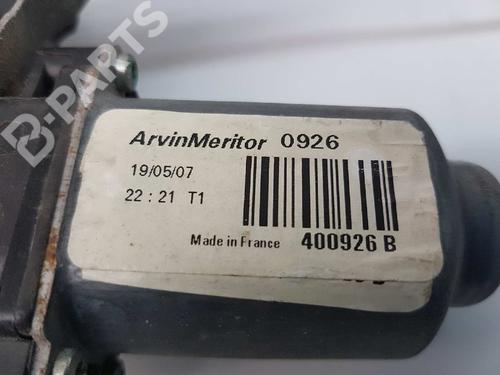 B-PARTS
ArvinMeritor 0926
19/05/07
22 : 21 T1
Made in France 400926 B